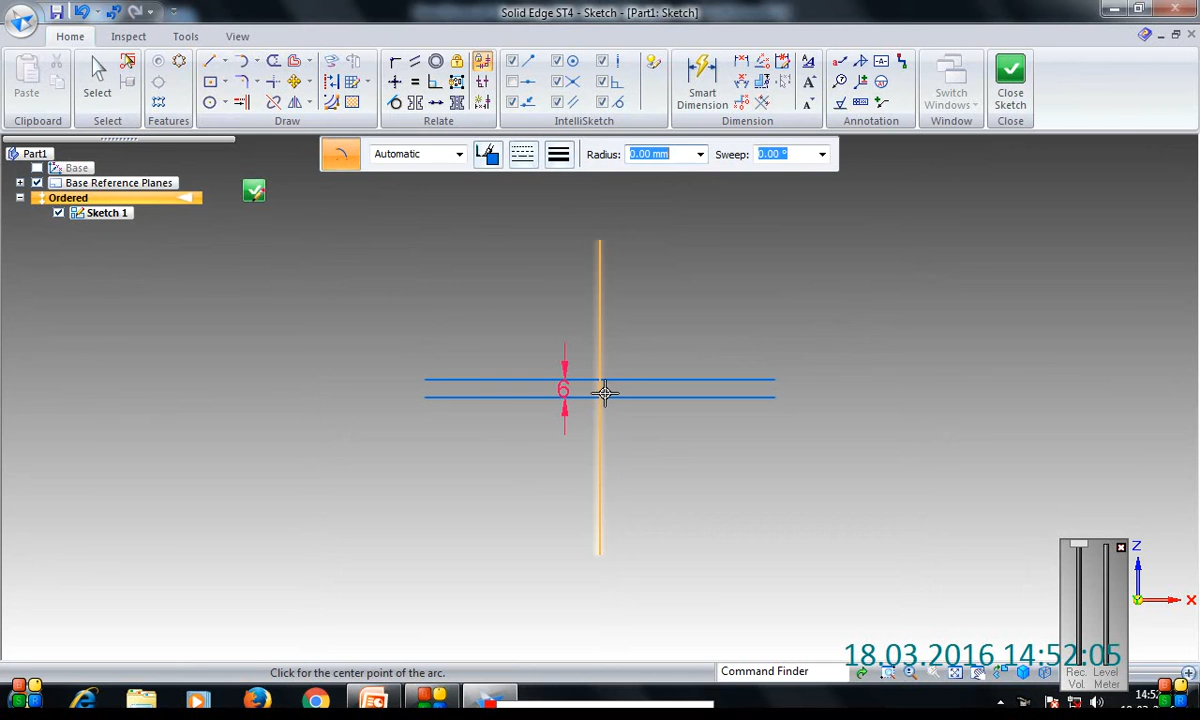 Solid Edge ST4 - Sketch - [Part1: Sketch]
Home Inspect Tools View
Paste Select Smart Dimension Switch Windows Close Sketch
Clipboard Select Features Draw Relate IntelliSketch Dimension Annotation Window Close
Automatic Radius: 0.00 mm Sweep: 0.00 °
Part1
Base
Base Reference Planes
Ordered
Sketch 1
6
Z
X
18.03.2016 14:52:05
Click for the center point of the arc. Command Finder
Rec. Vol. Level Meter